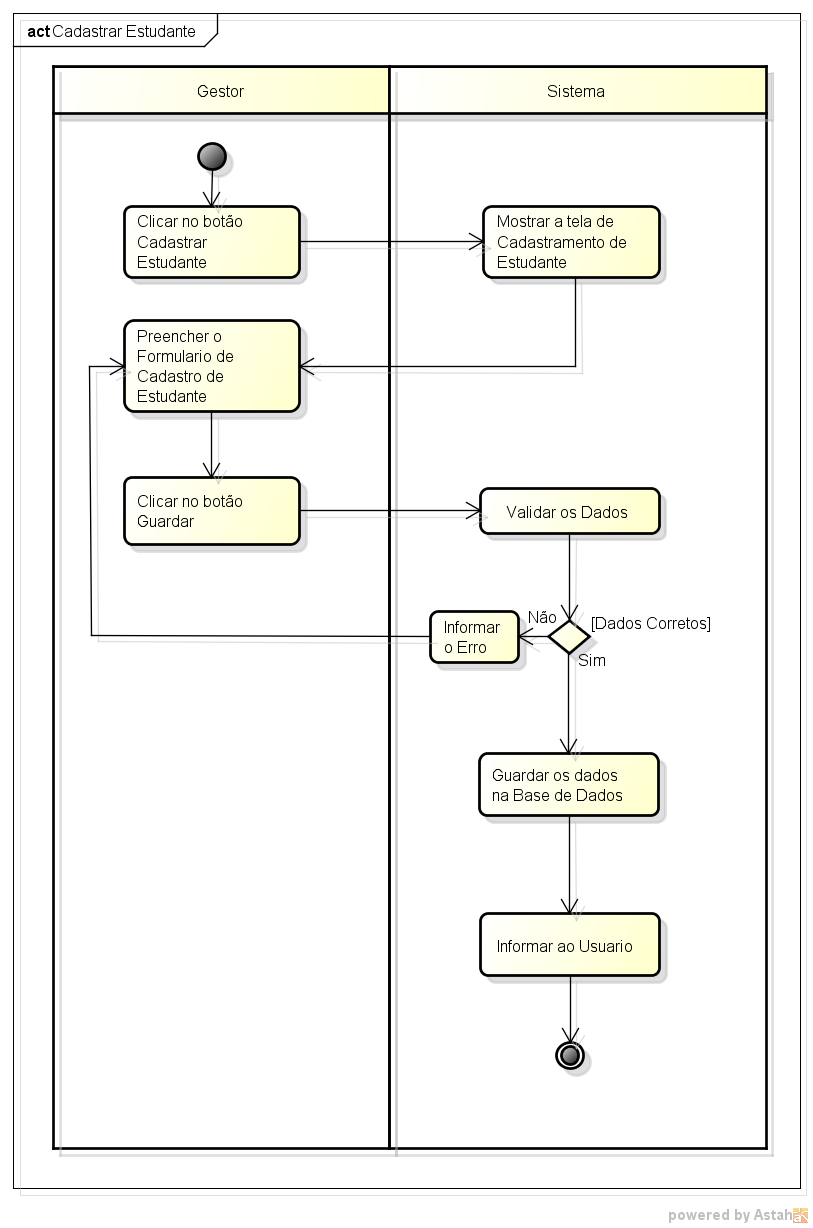 act Cadastrar Estudante
Gestor
Sistema
Clicar no botão
Cadastrar
Estudante
Mostrar a tela de
Cadastramento de
Estudante
Preencher o
Formulario de
Cadastro de
Estudante
Clicar no botão
Guardar
Validar os Dados
Não
[Dados Corretos]
Informar
o Erro
Sim
Guardar os dados
na Base de Dados
Informar ao Usuario
powered by Astah